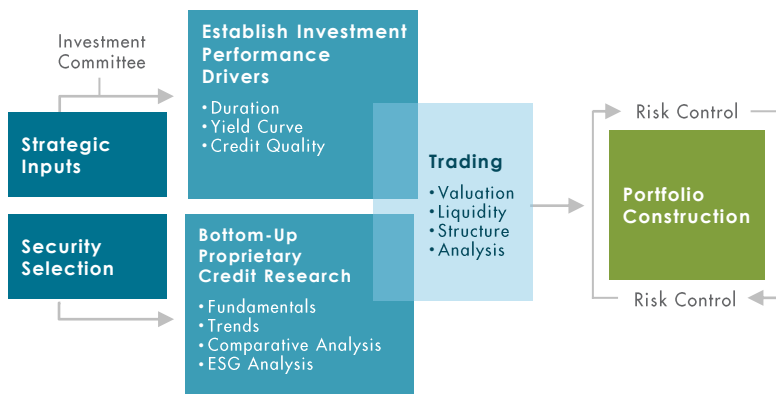 Investment
Committee
Strategic
Inputs
Establish Investment
Performance
Drivers
• Duration
• Yield Curve
• Credit Quality
Security
Selection
Bottom-Up
Proprietary
Credit Research
• Fundamentals
• Trends
• Comparative Analysis
• ESG Analysis
Trading
• Valuation
• Liquidity
• Structure
• Analysis
Risk Control
Portfolio
Construction
Risk Control